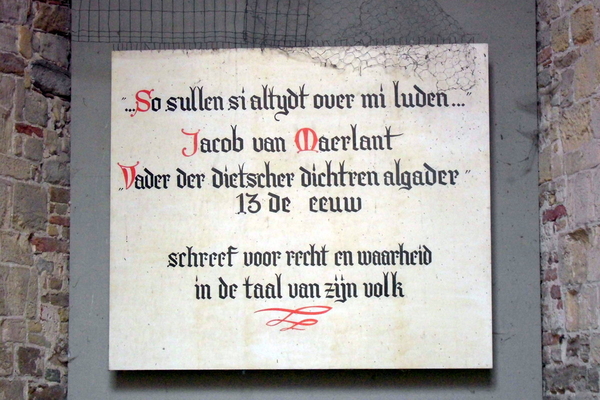 "...So sullen si altydt over mi luden..."
Jacob van Maerlant
„Vader der dietscher dichtren algader"
13 de eeuw
schreef voor recht en waarheid
in de taal van zijn volk